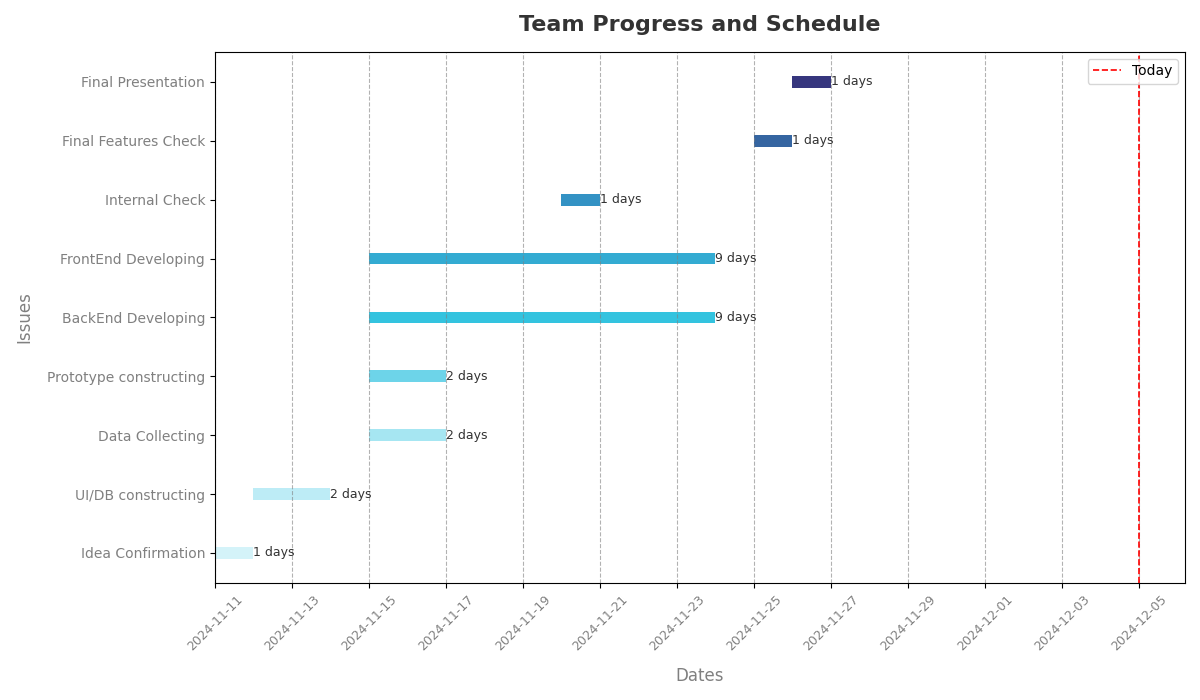 Team Progress and Schedule
Today
Final Presentation
1 days
Final Features Check
1 days
Internal Check
1 days
FrontEnd Developing
9 days
BackEnd Developing
9 days
Prototype constructing
2 days
Data Collecting
2 days
UI/DB constructing
2 days
Idea Confirmation
1 days
Issues
2024-11-11
2024-11-13
2024-11-15
2024-11-17
2024-11-19
2024-11-21
2024-11-23
2024-11-25
2024-11-27
2024-11-29
2024-12-01
2024-12-03
2024-12-05
Dates